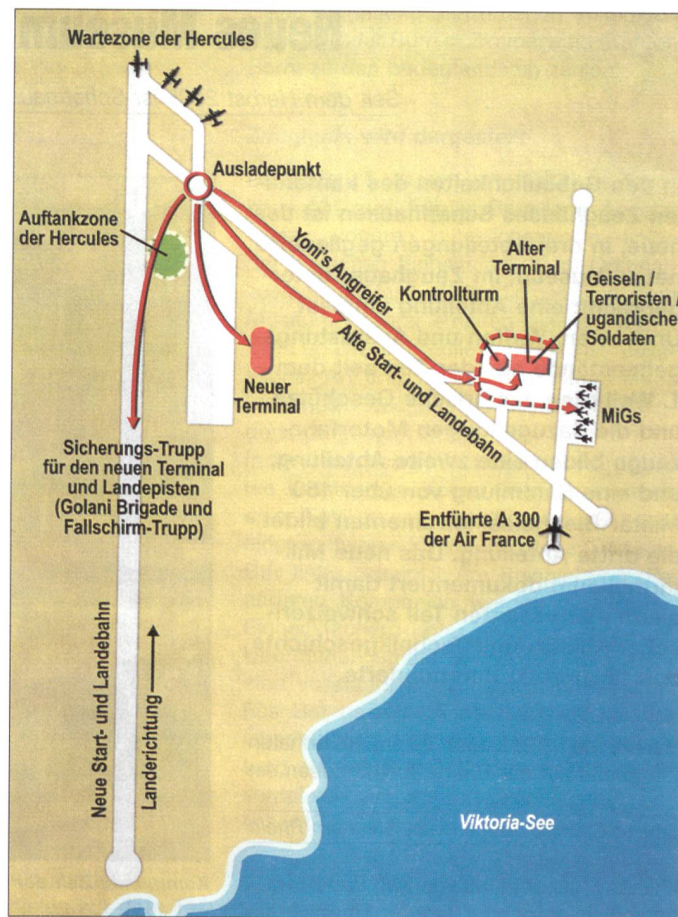 Wartezone der Hercules
Ausladepunkt
Auftankzone
der Hercules
Yoni's Angreifer
Alter
Terminal
Kontrollturm
Geiseln /
Terroristen /
ugandische
Soldaten
Alte Start- und Landebahn
Neuer
Terminal
MiGs
Sicherungs-Trupp
für den neuen Terminal
und Landepisten
(Golani Brigade und
Fallschirm-Trupp)
Entführte A 300
der Air France
Neue Start- und Landebahn
Landerichtung
Viktoria-See